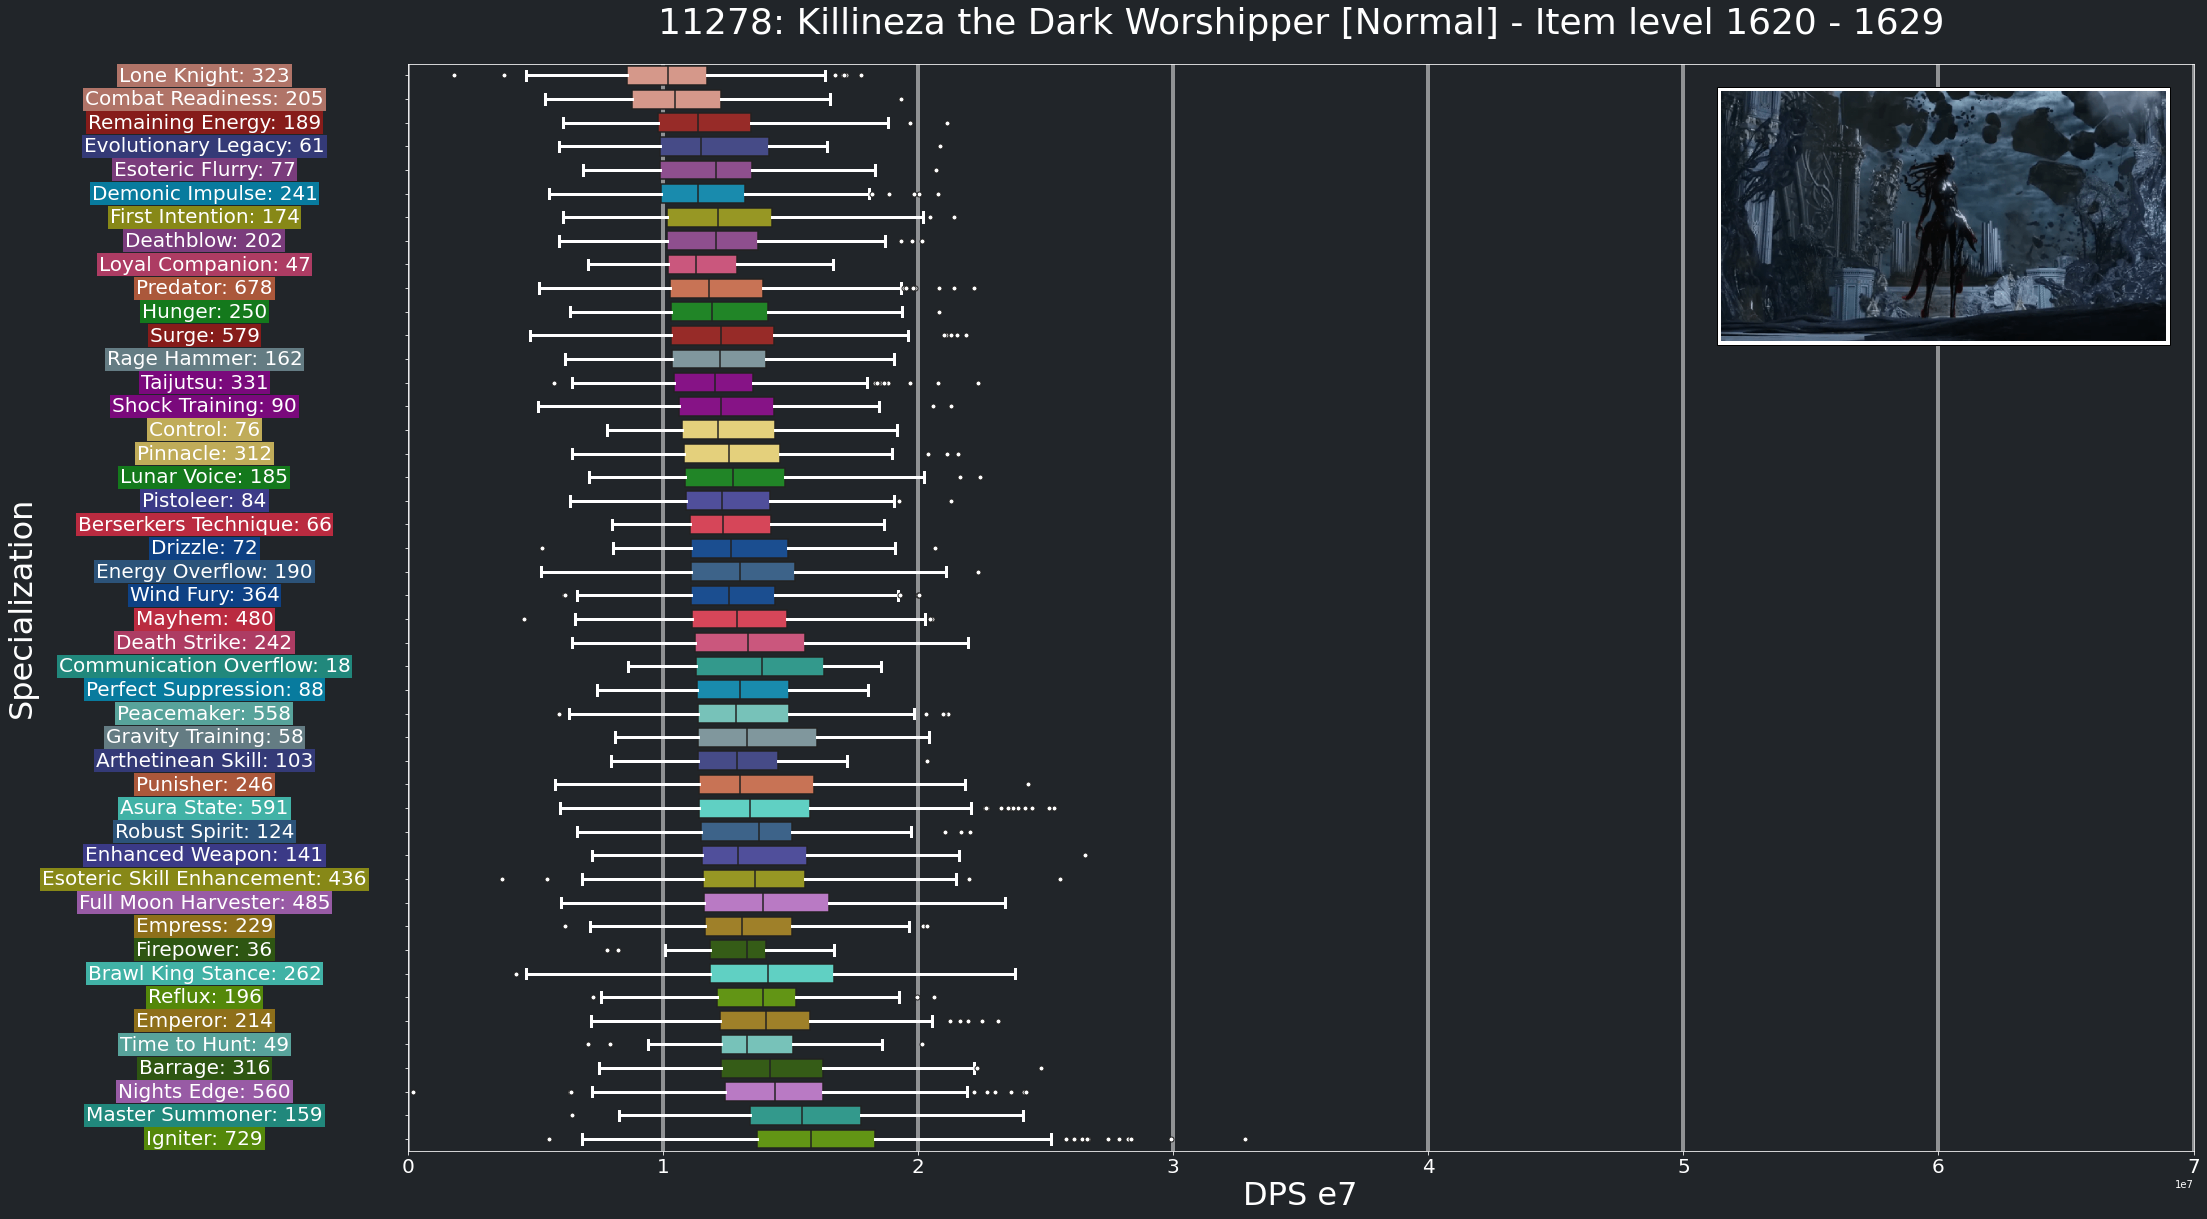 11278: Killineza the Dark Worshipper [Normal] - Item level 1620 - 1629
Specialization
Lone Knight: 323
Combat Readiness: 205
Remaining Energy: 189
Evolutionary Legacy: 61
Esoteric Flurry: 77
Demonic Impulse: 241
First Intention: 174
Deathblow: 202
Loyal Companion: 47
Predator: 678
Hunger: 250
Surge: 579
Rage Hammer: 162
Taijutsu: 331
Shock Training: 90
Control: 76
Pinnacle: 312
Lunar Voice: 185
Pistoleer: 84
Berserkers Technique: 66
Drizzle: 72
Energy Overflow: 190
Wind Fury: 364
Mayhem: 480
Death Strike: 242
Communication Overflow: 18
Perfect Suppression: 88
Peacemaker: 558
Gravity Training: 58
Arthetinean Skill: 103
Punisher: 246
Asura State: 591
Robust Spirit: 124
Enhanced Weapon: 141
Esoteric Skill Enhancement: 436
Full Moon Harvester: 485
Empress: 229
Firepower: 36
Brawl King Stance: 262
Reflux: 196
Emperor: 214
Time to Hunt: 49
Barrage: 316
Nights Edge: 560
Master Summoner: 159
Igniter: 729
0 1 2 3 4 5 6 7
1e7
DPS e7